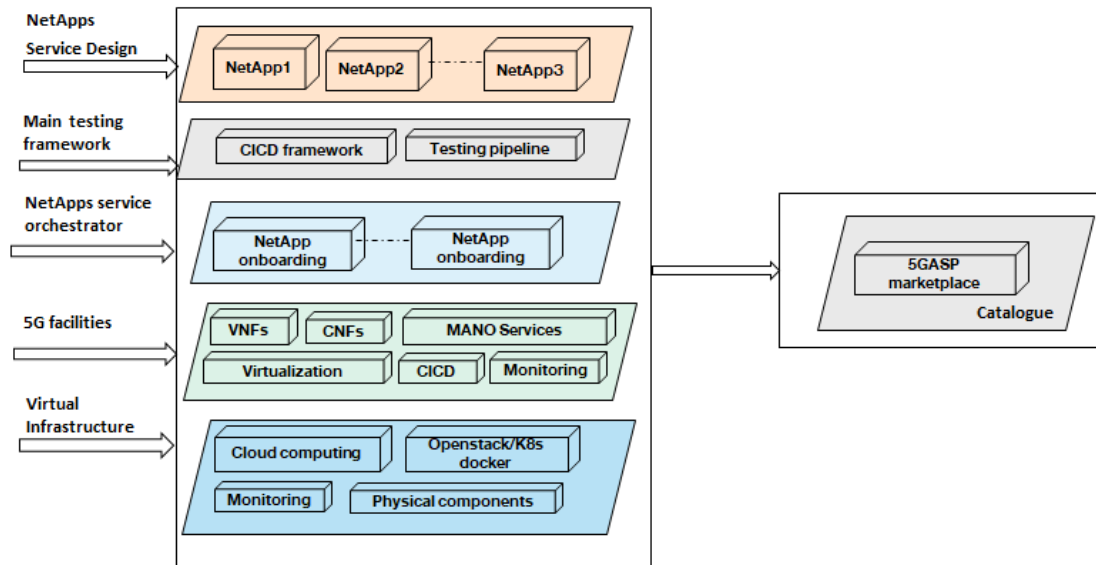 NetApps
Service Design
NetApp1
NetApp2
NetApp3
Main testing
framework
CICD framework
Testing pipeline
NetApps service
orchestrator
NetApp
onboarding
NetApp
onboarding
5G facilities
VNFs
CNFs
MANO Services
Virtualization
CICD
Monitoring
Virtual
Infrastructure
Cloud computing
Openstack/K8s
docker
Monitoring
Physical components
5GASP
marketplace
Catalogue